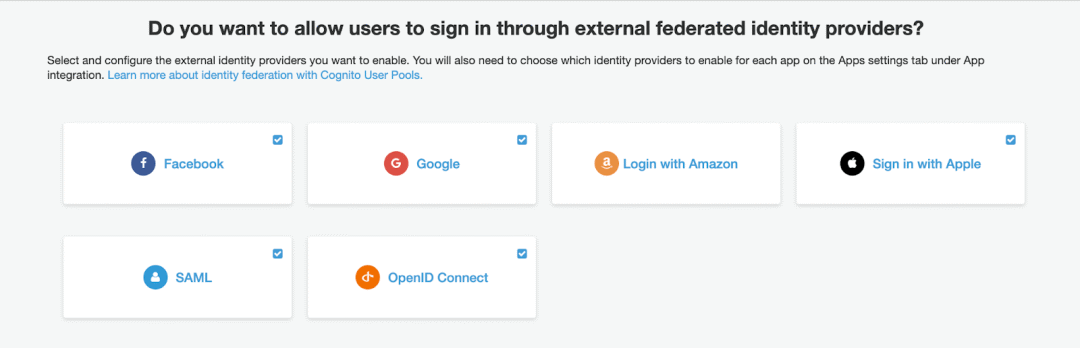 Do you want to allow users to sign in through external federated identity providers?
Select and configure the external identity providers you want to enable. You will also need to choose which identity providers to enable for each app on the Apps settings tab under App
integration. Learn more about identity federation with Cognito User Pools.
Facebook
Google
Login with Amazon
Sign in with Apple
SAML
OpenID Connect